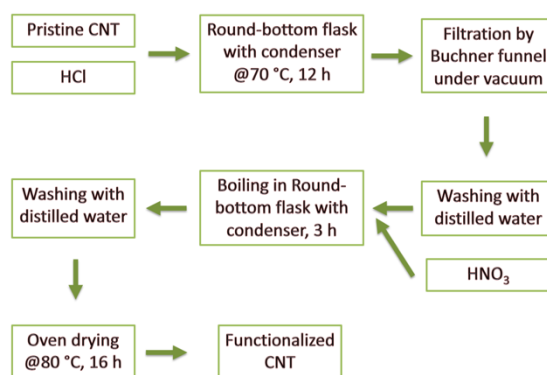 Pristine CNT
HCl
Round-bottom flask
with condenser
@70 °C, 12 h
Filtration by
Buchner funnel
under vacuum
Washing with
distilled water
HNO₃
Boiling in Round-
bottom flask with
condenser, 3 h
Washing with
distilled water
Oven drying
@80 °C, 16 h
Functionalized
CNT